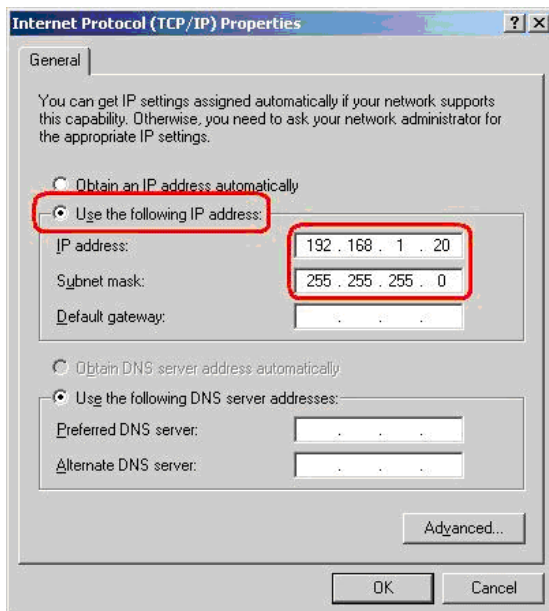 Internet Protocol (TCP/IP) Properties
General
You can get IP settings assigned automatically if your network supports
this capability. Otherwise, you need to ask your network administrator for
the appropriate IP settings.
Obtain an IP address automatically
Use the following IP address:
IP address: 192 . 168 . 1 . 20
Subnet mask: 255 . 255 . 255 . 0
Default gateway: . . .
Obtain DNS server address automatically
Use the following DNS server addresses:
Preferred DNS server: . . .
Alternate DNS server: . . .
Advanced...
OK Cancel